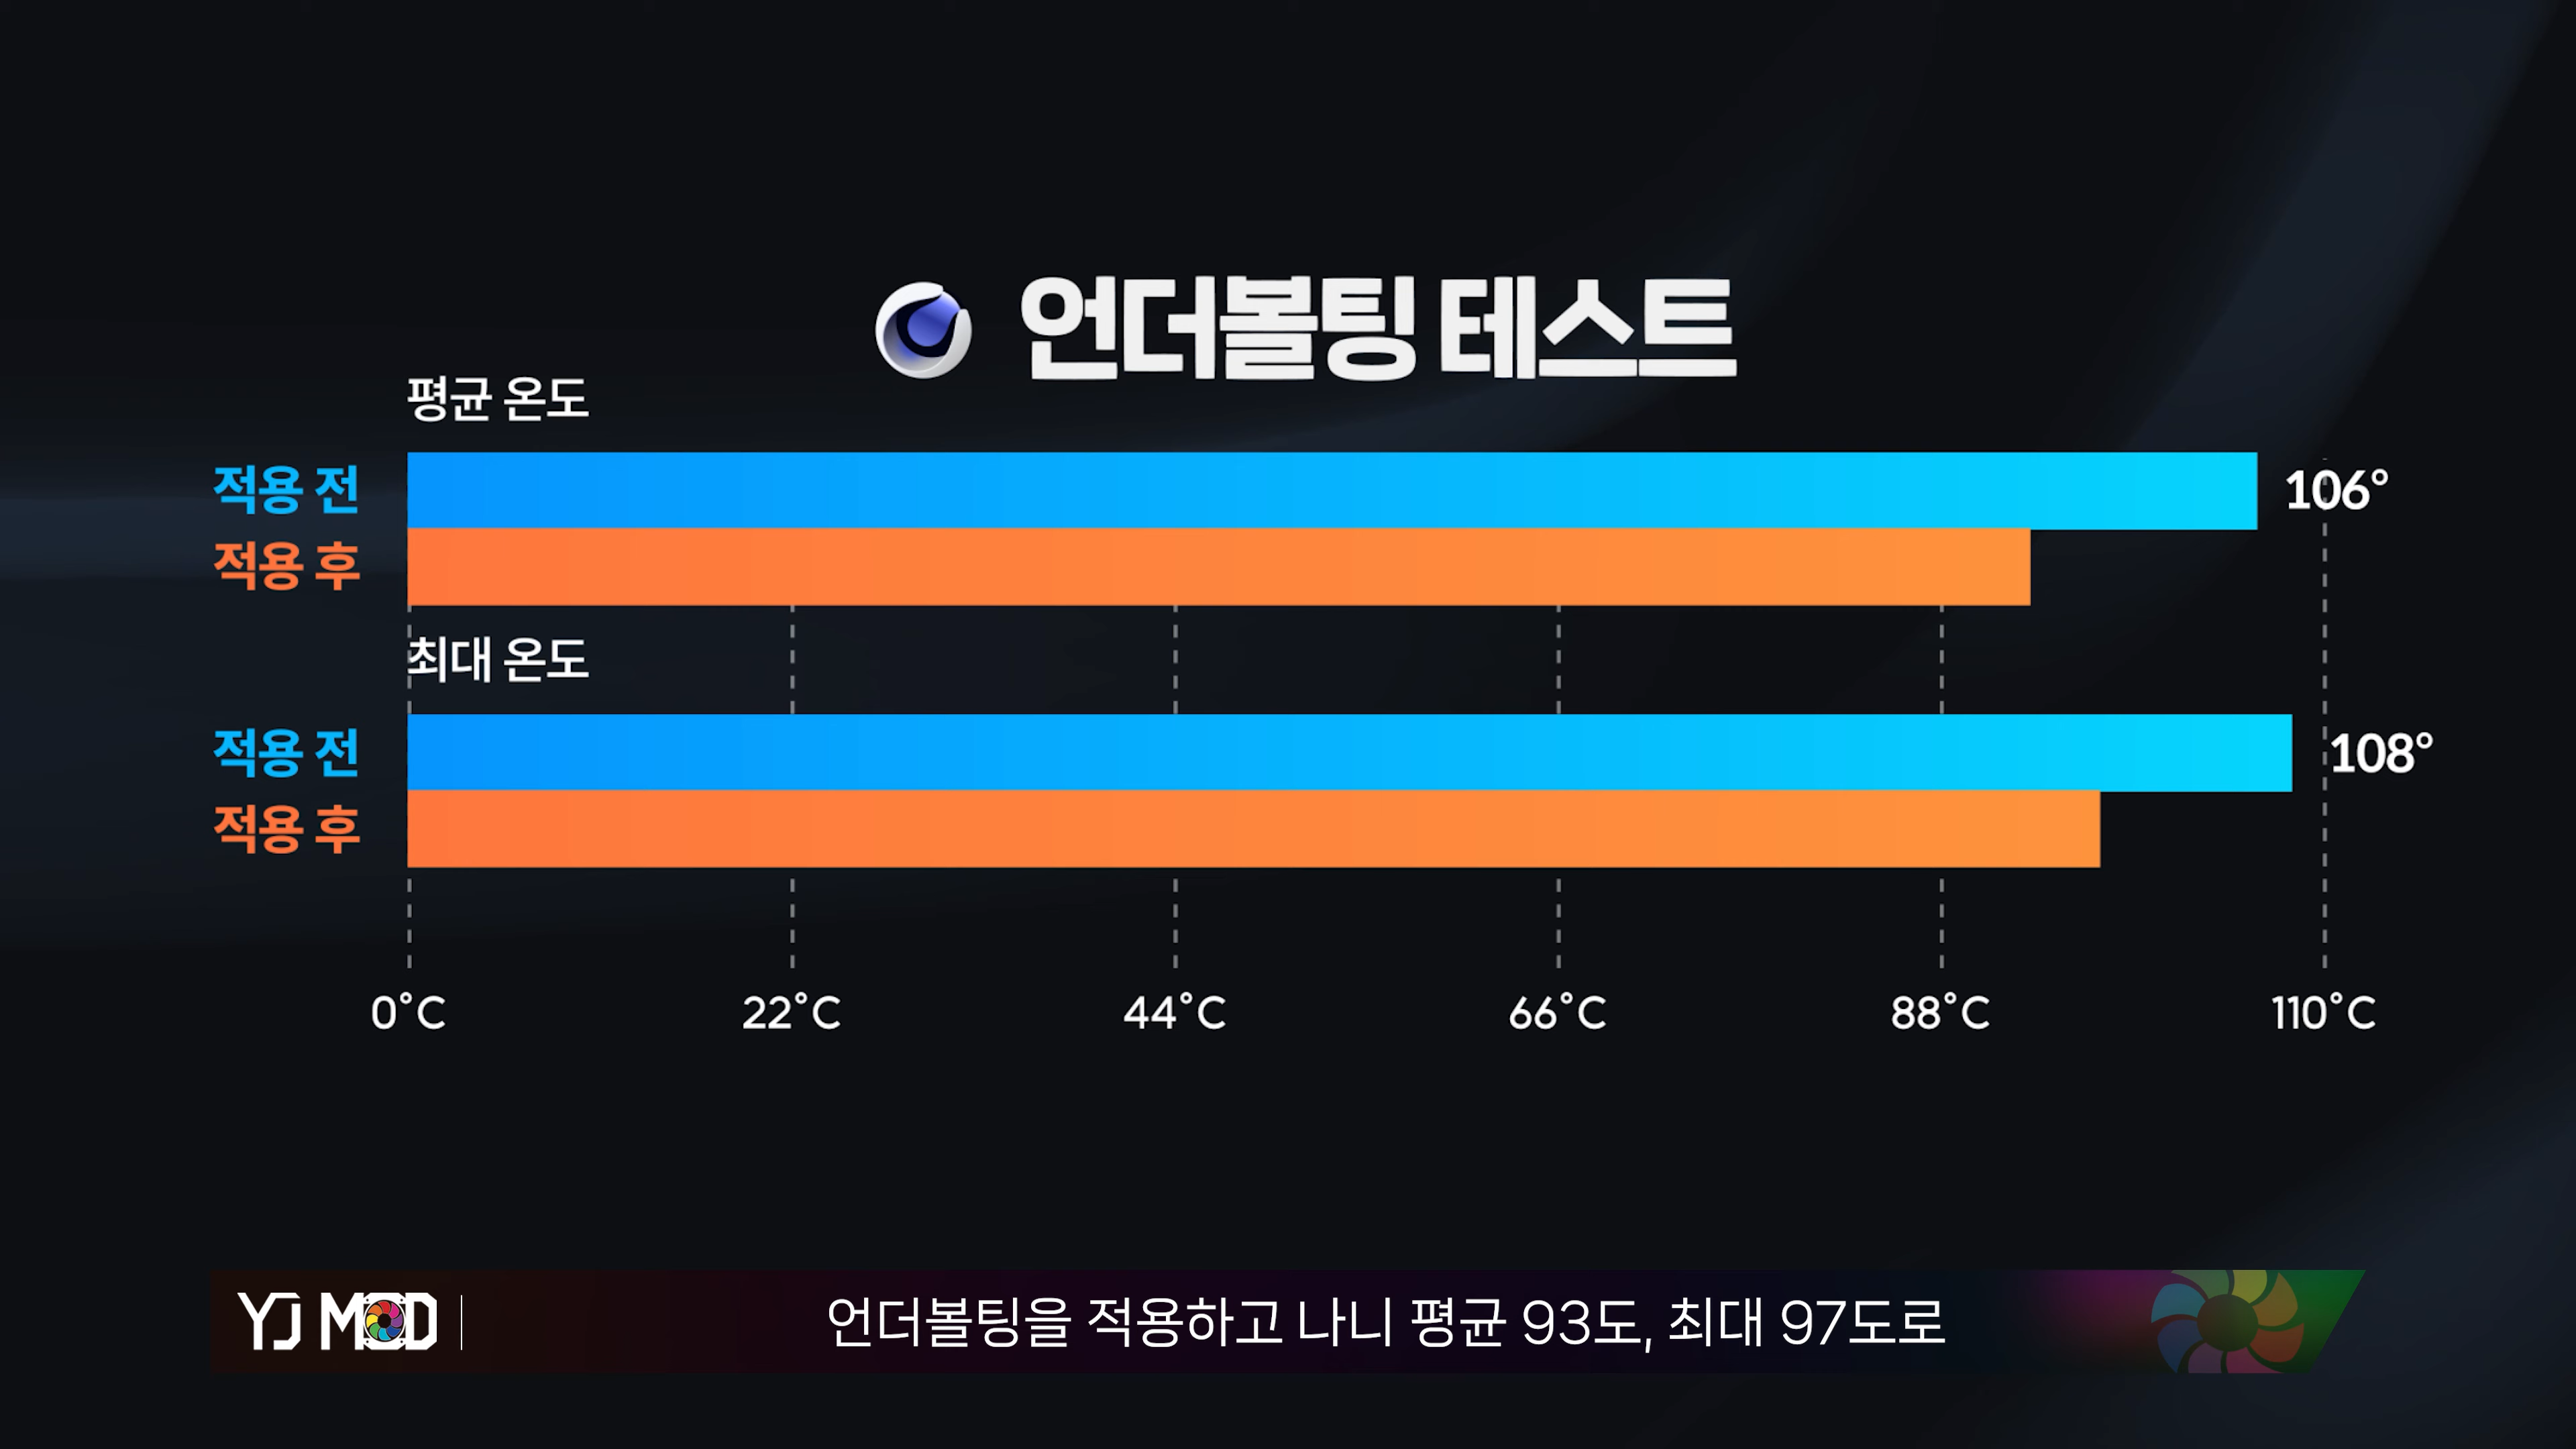 언더볼팅 테스트
평균 온도
적용 전
106°
적용 후
최대 온도
적용 전
108°
적용 후
0°C 22°C 44°C 66°C 88°C 110°C
YJ MOD
언더볼팅을 적용하고 나니 평균 93도, 최대 97도로